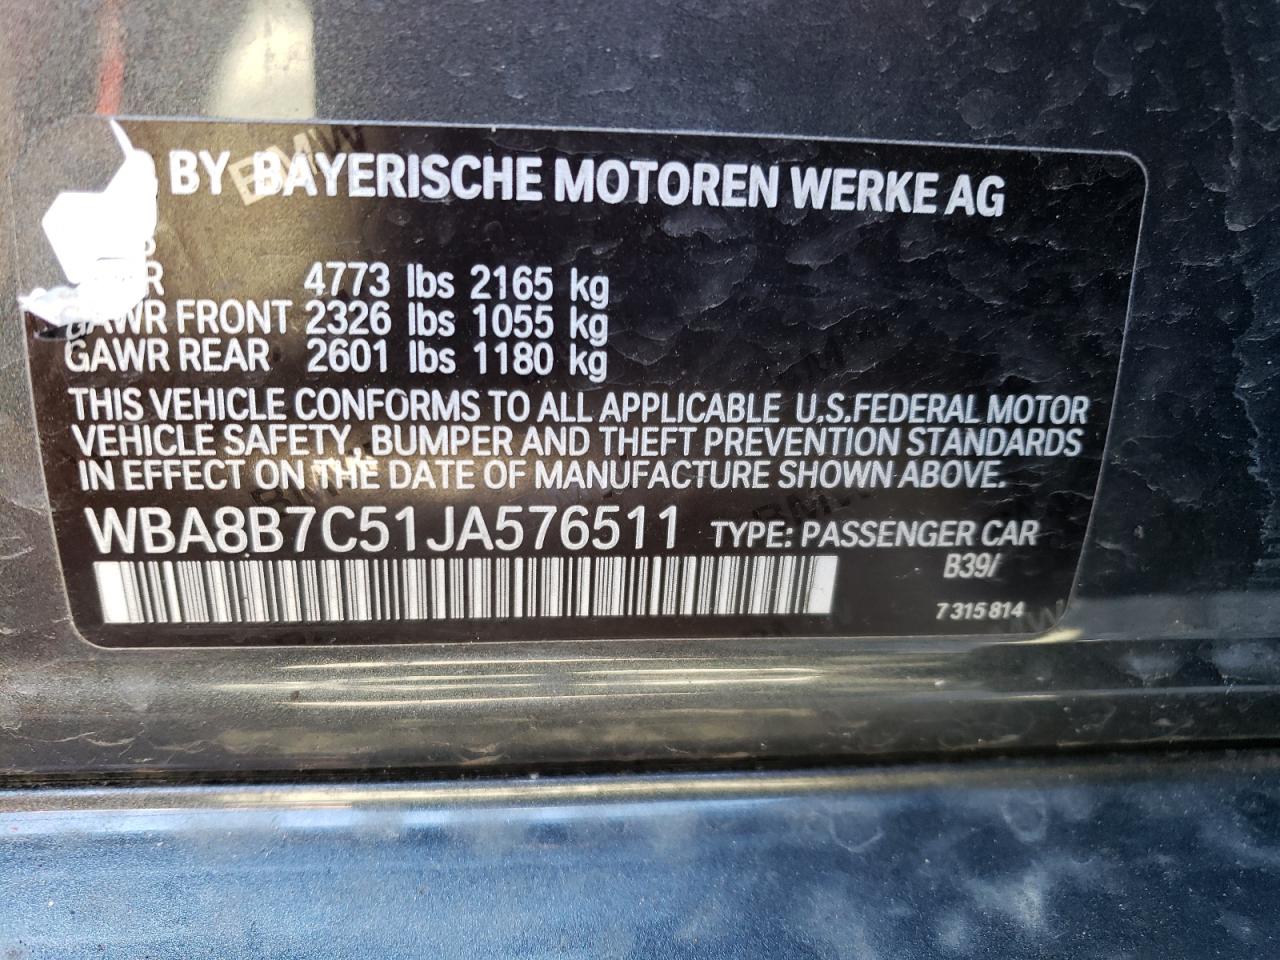 BY BAYERISCHE MOTOREN WERKE AG
4773 lbs 2165 kg
GAWR FRONT 2326 lbs 1055 kg
GAWR REAR 2601 lbs 1180 kg
THIS VEHICLE CONFORMS TO ALL APPLICABLE U.S.FEDERAL MOTOR
VEHICLE SAFETY, BUMPER AND THEFT PREVENTION STANDARDS
IN EFFECT ON THE DATE OF MANUFACTURE SHOWN ABOVE.
WBA8B7C51JA576511 TYPE: PASSENGER CAR
B39/
7 315 814